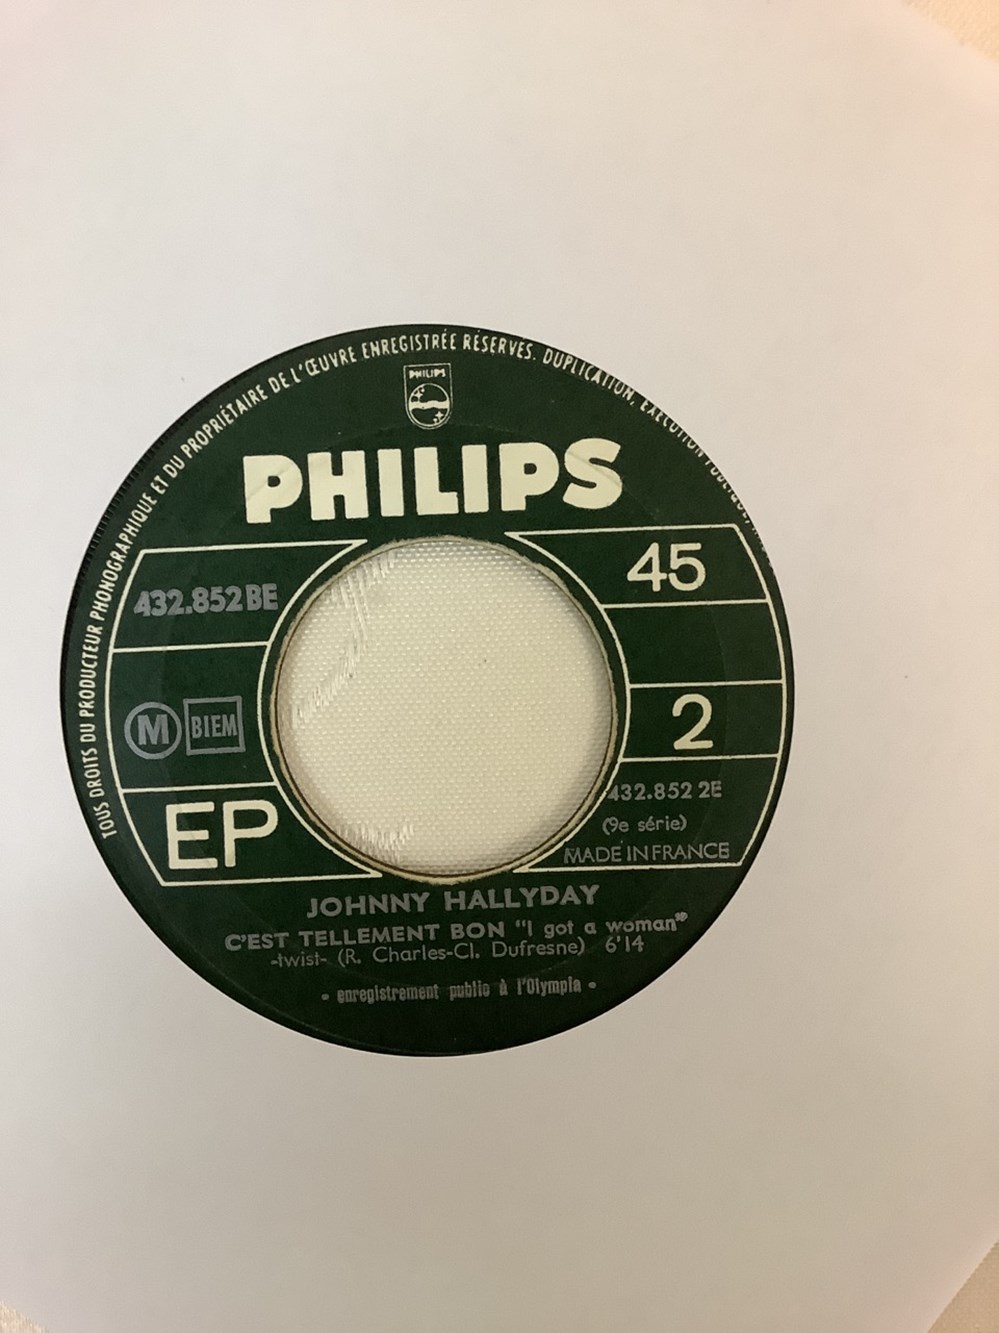 TOUS DROITS DU PRODUCTEUR PHONOGRAPHIQUE ET DU PROPRIÉTAIRE DE L'ŒUVRE ENREGISTRÉE RÉSERVÉS. DUPLICATION, EXÉCUTION
PHILIPS
PHILIPS
432.852 BE
45
M BIEM
2
EP
432.852 2E
(9e série)
MADE IN FRANCE
JOHNNY HALLYDAY
C'EST TELLEMENT BON "I got a woman"
-twist- (R. Charles-Cl. Dufresne) 6'14
- enregistrement public à l'Olympia -